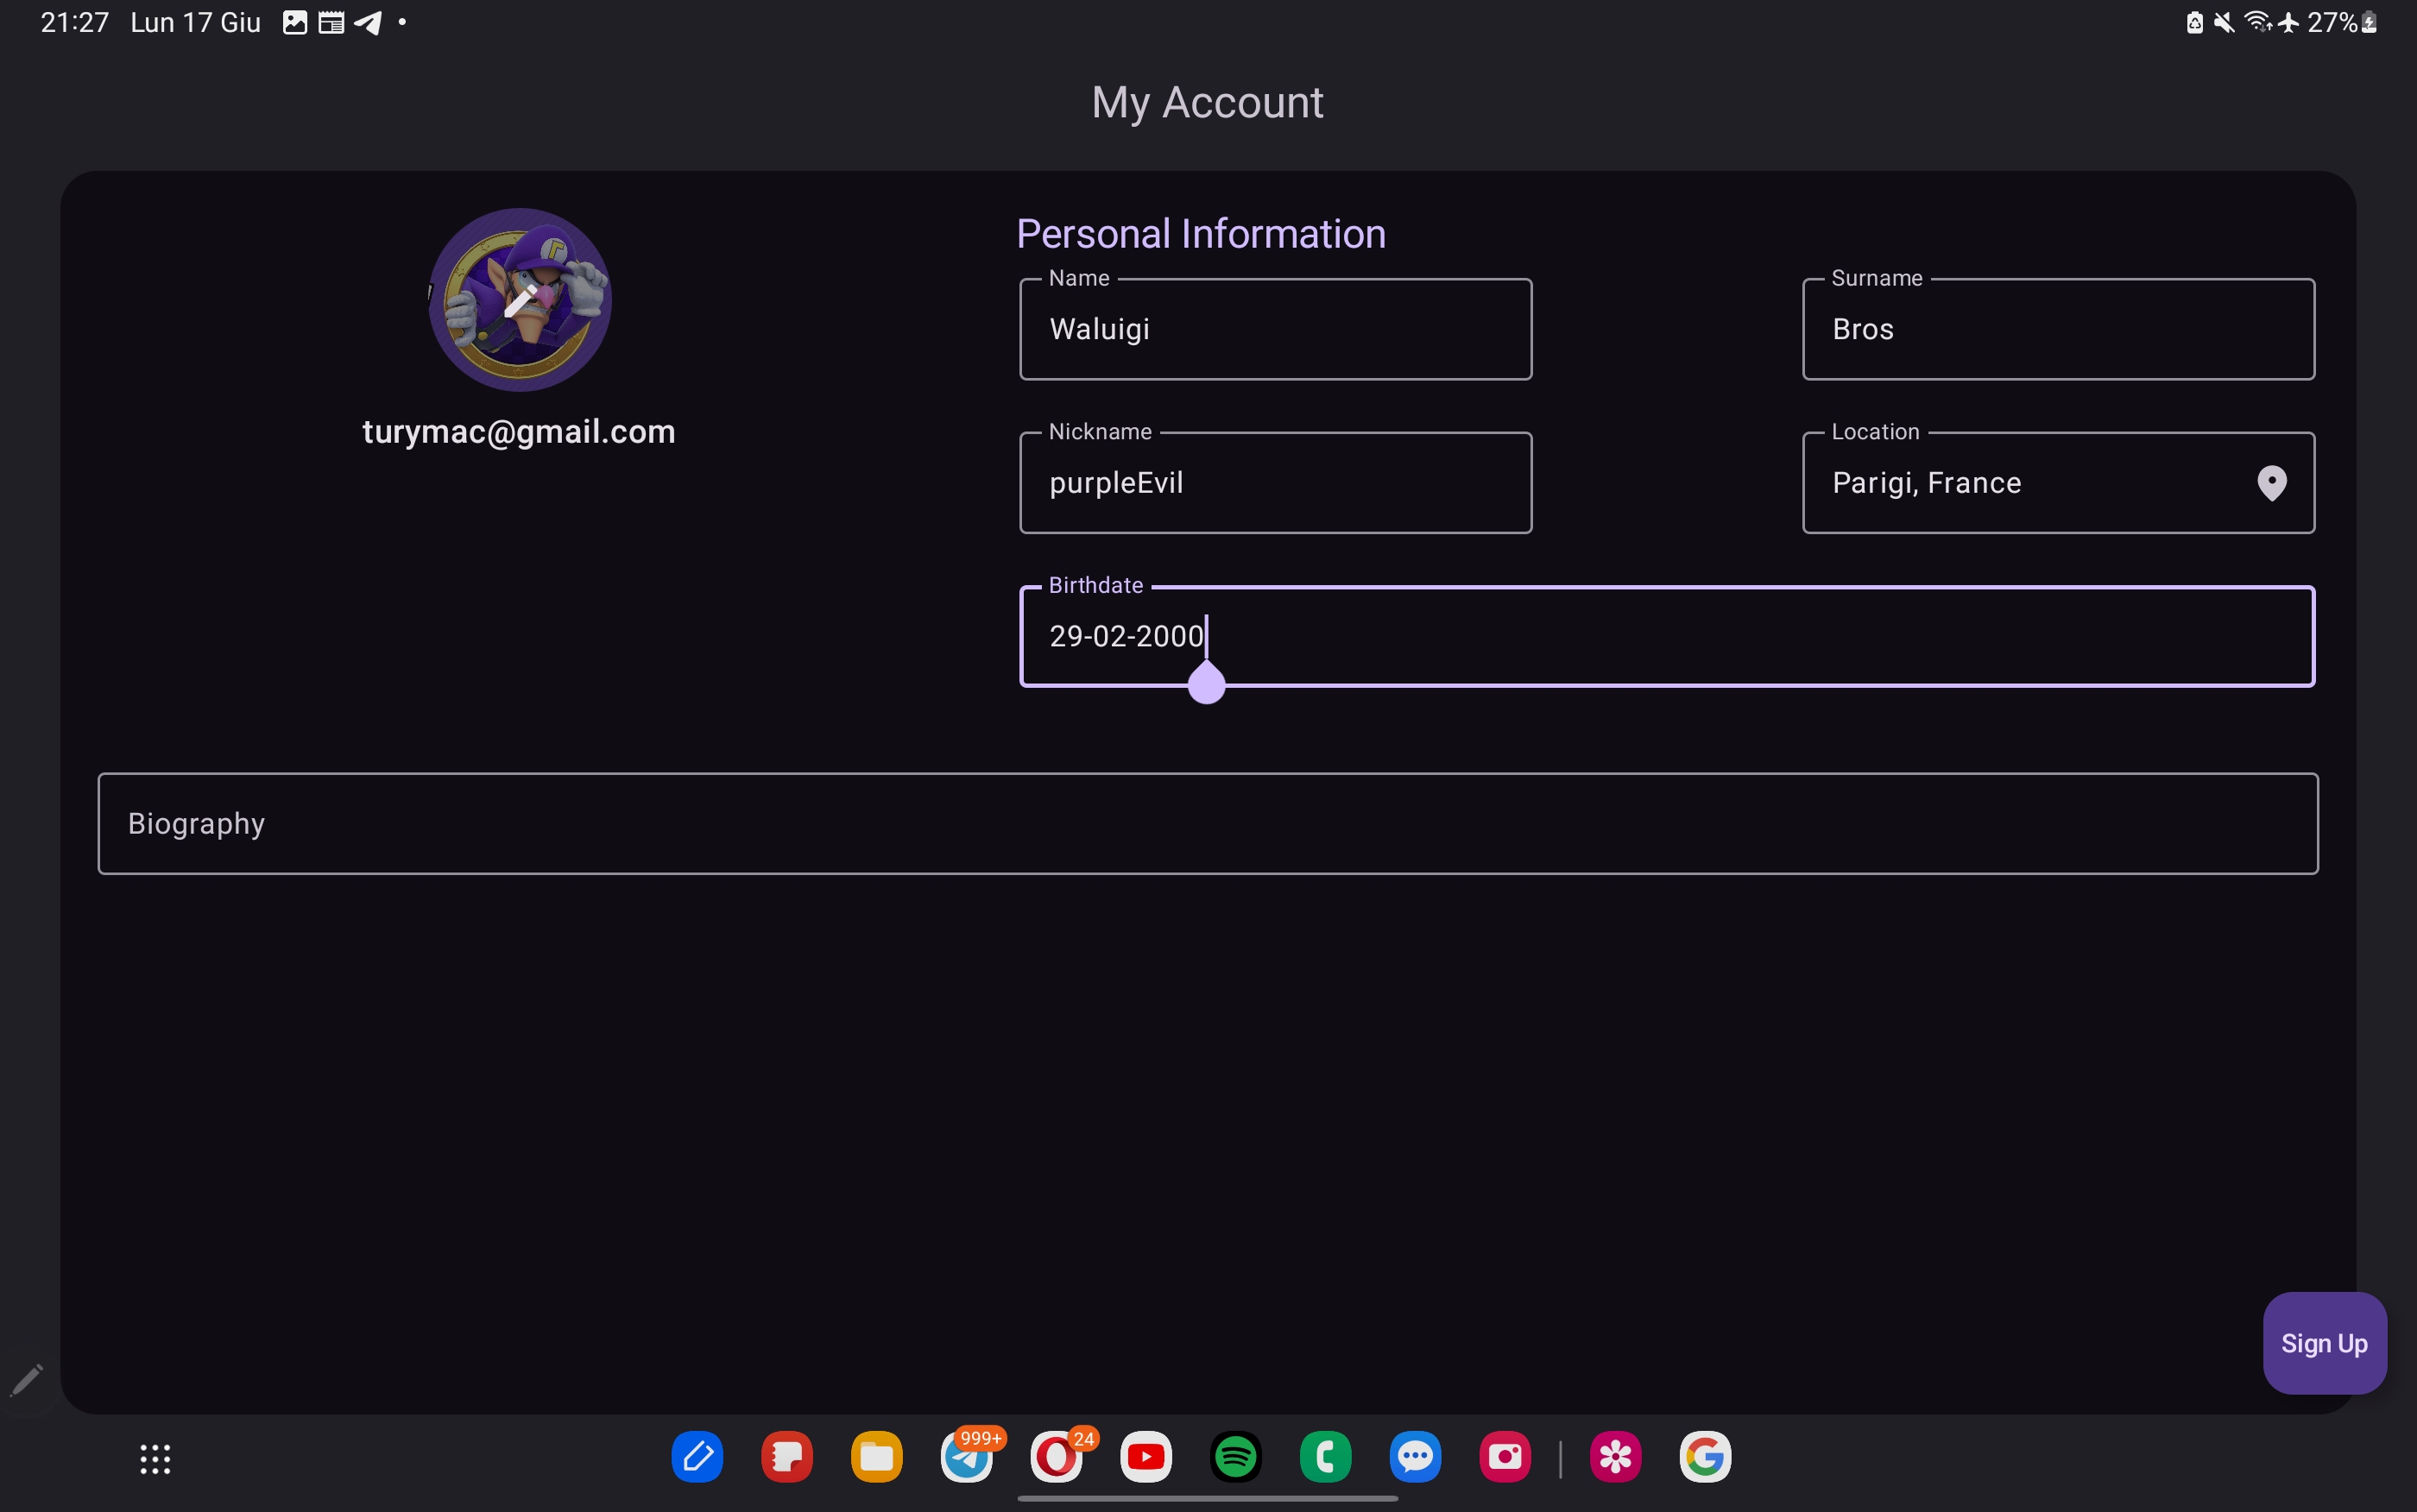 21:27 Lun 17 Giu
27%
My Account
turymac@gmail.com
Personal Information
Name
Waluigi
Surname
Bros
Nickname
purpleEvil
Location
Parigi, France
Birthdate
29-02-2000
Biography
Sign Up
999+
24